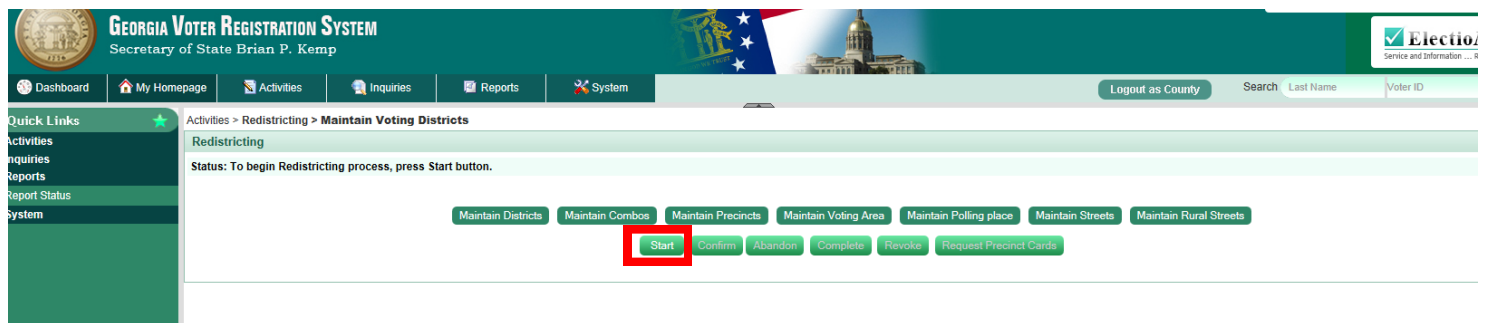 GEORGIA VOTER REGISTRATION SYSTEM
Secretary of State Brian P. Kemp
Service and Information ...
Dashboard My Homepage Activities Inquiries Reports System Logout as County Search Last Name Voter ID
Quick Links
Activities > Redistricting > Maintain Voting Districts
Activities
nquiries
Reports
Report Status
System
Redistricting
Status: To begin Redistricting process, press Start button.
Maintain Districts Maintain Combos Maintain Precincts Maintain Voting Area Maintain Polling place Maintain Streets Maintain Rural Streets
Start Confirm Abandon Complete Revoke Request Precinct Cards